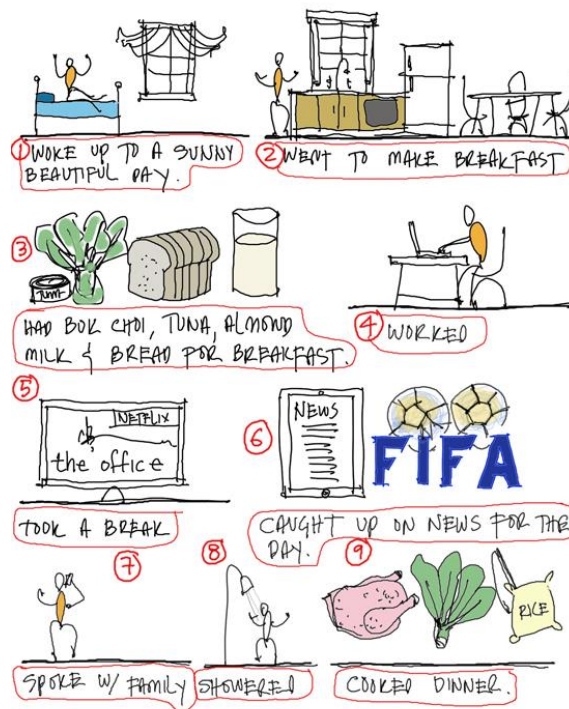 ① WOKE UP TO A SUNNY
BEAUTIFUL DAY.
② WENT TO MAKE BREAKFAST
③
TUNA
HAD BOK CHOI, TUNA, ALMOND
MILK & BREAD FOR BREAKFAST.
④ WORKED
⑤
NETFLIX
the office
TOOK A BREAK
⑥
NEWS
FIFA
CAUGHT UP ON NEWS FOR THE
DAY.
⑦
SPOKE W/ FAMILY
⑧
SHOWERED
⑨
RICE
COOKED DINNER.